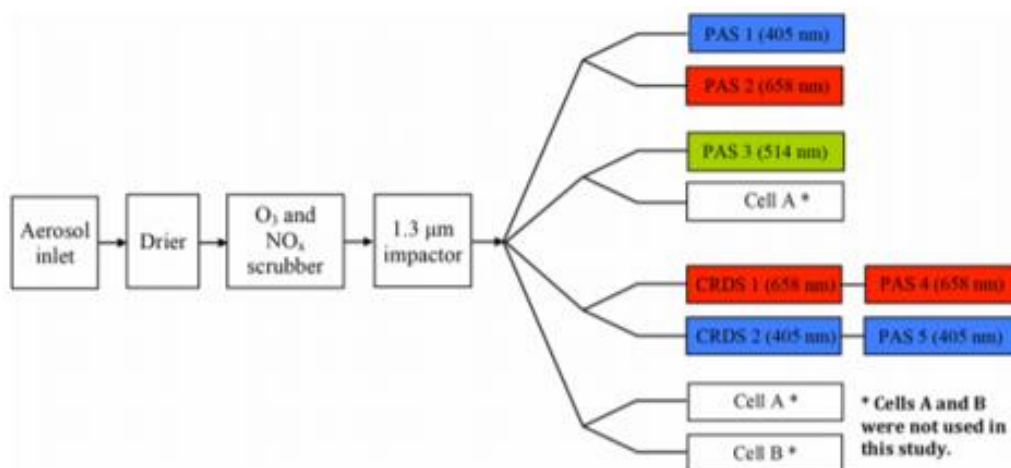 Aerosol
inlet
Drier
O₃ and
NOₓ
scrubber
1.3 μm
impactor
PAS 1 (405 nm)
PAS 2 (658 nm)
PAS 3 (514 nm)
Cell A *
CRDS 1 (658 nm)
PAS 4 (658 nm)
CRDS 2 (405 nm)
PAS 5 (405 nm)
Cell A *
Cell B *
* Cells A and B
were not used in
this study.